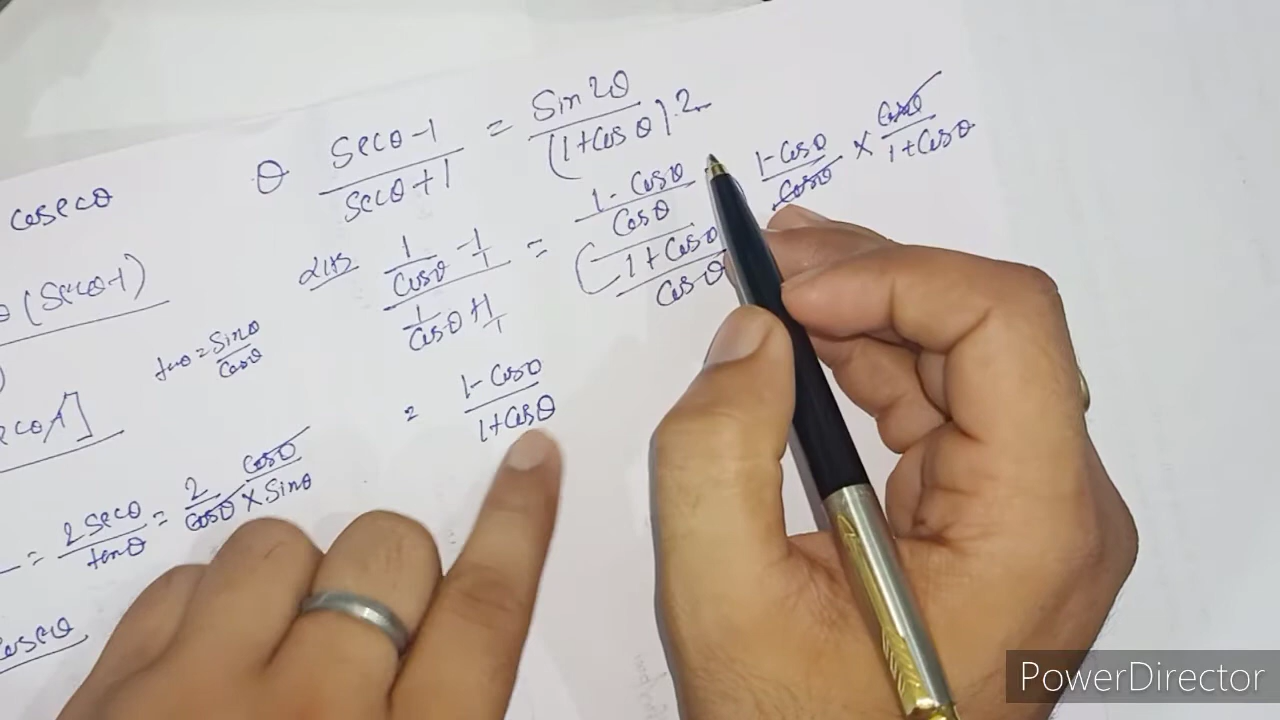 cosecθ
θ (secθ-1)
)
tanθ = sinθ/cosθ
= 2secθ/tanθ = 2/cosθ × cosθ/sinθ
cosecθ
θ secθ-1/secθ+1 = sin2θ/(1+cosθ)2
LHS 1/cosθ - 1/1 / 1/cosθ + 1/1 = 1-cosθ/cosθ / 1+cosθ/cosθ 1-cosθ/cosθ × cosθ/1+cosθ
= 1-cosθ/1+cosθ
PowerDirector